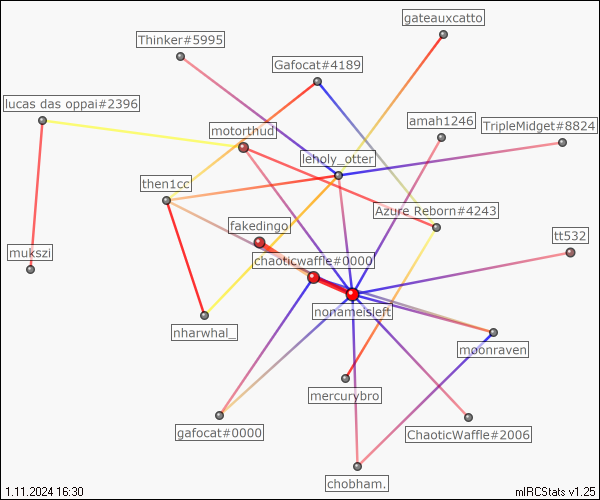 gateauxcatto
Thinker#5995
Gafocat#4189
lucas das oppai#2396
amah1246
TripleMidget#8824
motorthud
leholy_otter
then1cc
Azure Reborn#4243
fakedingo
tt532
mukszi
chaoticwaffle#0000
nonameisleft
nharwhal_
moonraven
mercurybro
gafocat#0000
ChaoticWaffle#2006
chobham.
1.11.2024 16:30
mIRCStats v1.25